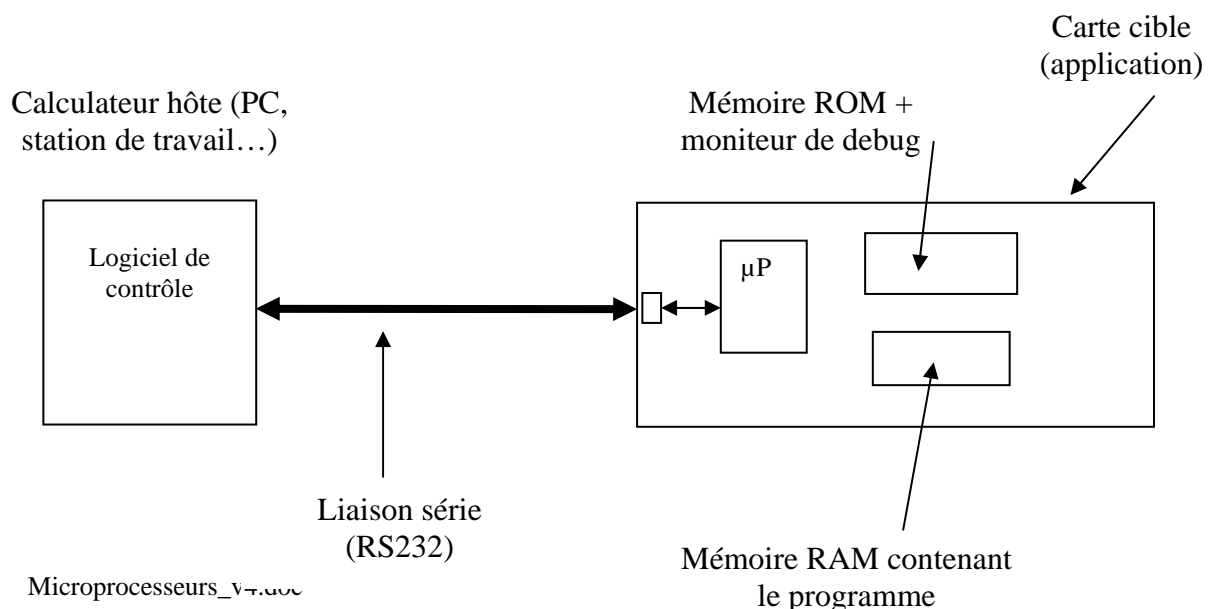 Carte cible
(application)
Calculateur hôte (PC,
station de travail…)
Mémoire ROM +
moniteur de debug
Logiciel de
contrôle
µP
Liaison série
(RS232)
Mémoire RAM contenant
le programme